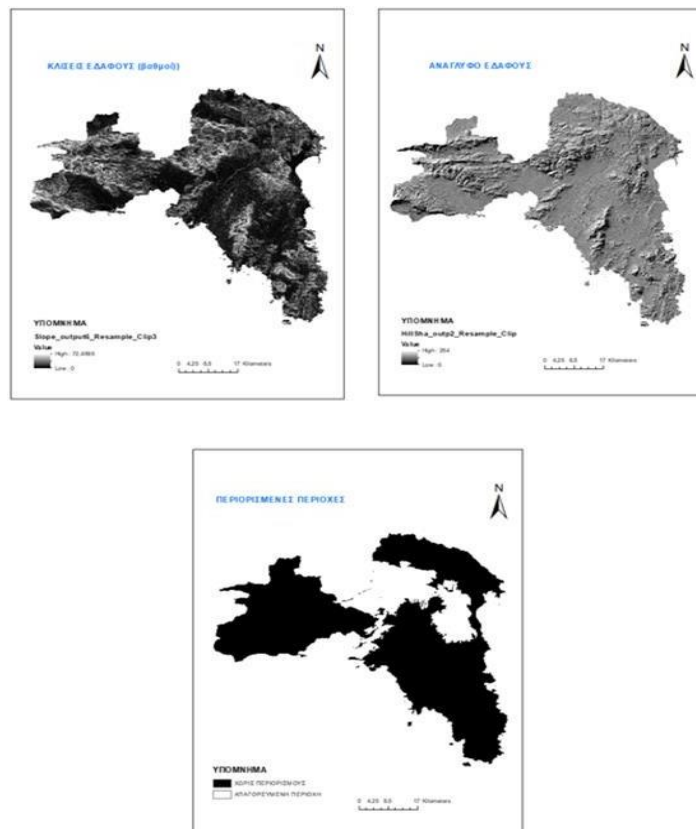 ΚΛΙΣΕΙΣ ΕΔΑΦΟΥΣ (βαθμοί))
N
ΥΠΟΜΝΗΜΑ
Slope_output6_Resample_Clip3
Value
High :
Low : 0
0 4,25 8,5 17 Kilometers
ΑΝΑΓΛΥΦΟ ΕΔΑΦΟΥΣ
N
ΥΠΟΜΝΗΜΑ
HillSha_outp2_Resample_Clip
Value
High : 254
Low : 0
0 4,25 8,5 17 Kilometers
ΠΕΡΙΟΡΙΣΜΕΝΕΣ ΠΕΡΙΟΧΕΣ
N
ΥΠΟΜΝΗΜΑ
ΧΩΡΙΣ ΠΕΡΙΟΡΙΣΜΟΥΣ
ΑΠΑΓΟΡΕΥΜΕΝΗ ΠΕΡΙΟΧΗ
0 4,25 8,5 17 Kilometers